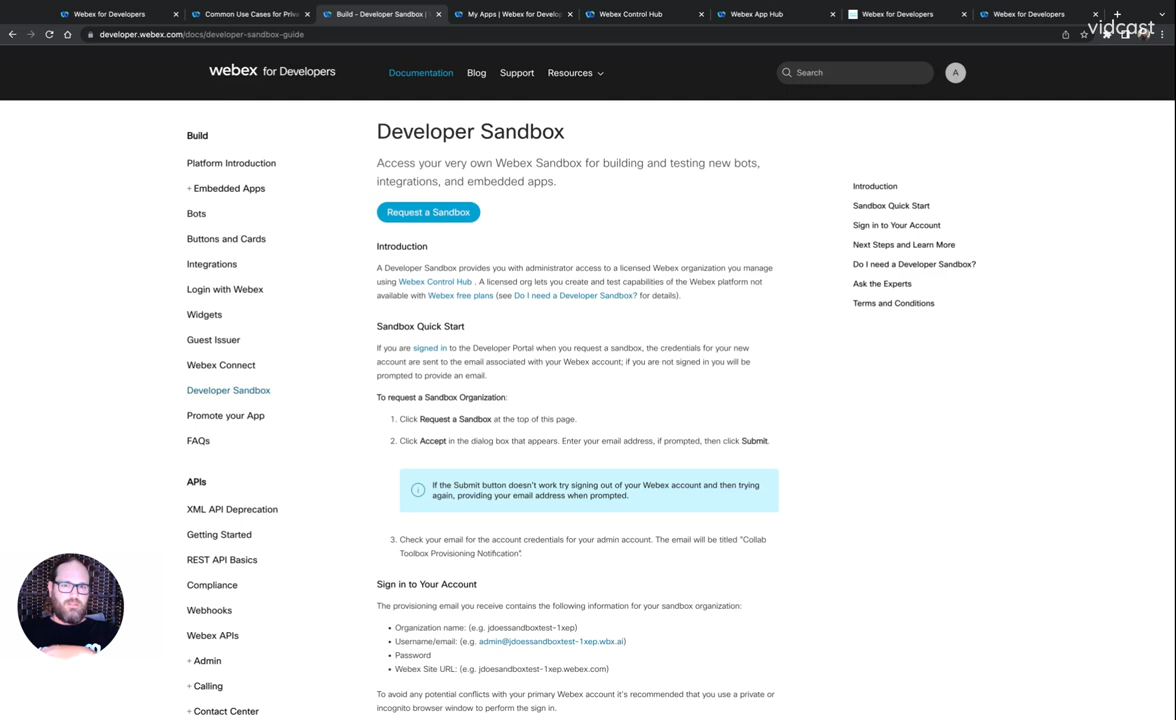 Webex for Developers
Common Use Cases for Priva
Build – Developer Sandbox |
My Apps | Webex for Develop
Webex Control Hub
Webex App Hub
Webex for Developers
Webex for Developers
developer.webex.com/docs/developer-sandbox-guide
vidcast
webex for Developers
Documentation
Blog
Support
Resources
Search
A
Build
Platform Introduction
+ Embedded Apps
Bots
Buttons and Cards
Integrations
Login with Webex
Widgets
Guest Issuer
Webex Connect
Developer Sandbox
Promote your App
FAQs
APIs
XML API Deprecation
Getting Started
REST API Basics
Compliance
Webhooks
Webex APIs
+ Admin
+ Calling
+ Contact Center
Developer Sandbox
Access your very own Webex Sandbox for building and testing new bots,
integrations, and embedded apps.
Request a Sandbox
Introduction
A Developer Sandbox provides you with administrator access to a licensed Webex organization you manage
using Webex Control Hub . A licensed org lets you create and test capabilities of the Webex platform not
available with Webex free plans (see Do I need a Developer Sandbox? for details).
Sandbox Quick Start
If you are signed in to the Developer Portal when you request a sandbox, the credentials for your new
account are sent to the email associated with your Webex account; if you are not signed in you will be
prompted to provide an email.
To request a Sandbox Organization:
1. Click Request a Sandbox at the top of this page.
2. Click Accept in the dialog box that appears. Enter your email address, if prompted, then click Submit.
If the Submit button doesn't work try signing out of your Webex account and then trying
again, providing your email address when prompted.
3. Check your email for the account credentials for your admin account. The email will be titled "Collab
Toolbox Provisioning Notification".
Sign in to Your Account
The provisioning email you receive contains the following information for your sandbox organization:
• Organization name: (e.g. jdoessandboxtest-1xep)
• Username/email: (e.g. admin@jdoessandboxtest-1xep.wbx.ai)
• Password
• Webex Site URL: (e.g. jdoesandboxtest-1xep.webex.com)
To avoid any potential conflicts with your primary Webex account it's recommended that you use a private or
incognito browser window to perform the sign in.
Introduction
Sandbox Quick Start
Sign in to Your Account
Next Steps and Learn More
Do I need a Developer Sandbox?
Ask the Experts
Terms and Conditions